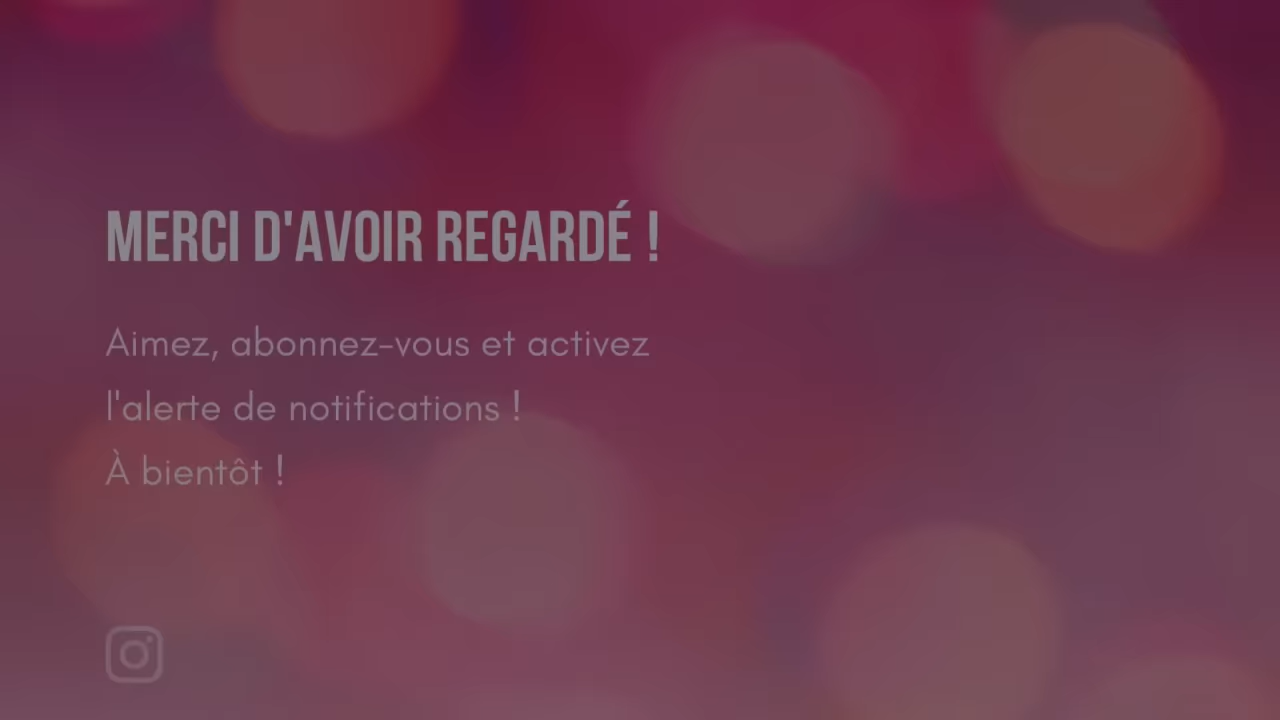 MERCI D'AVOIR REGARDÉ !
Aimez, abonnez-vous et activez
l'alerte de notifications !
À bientôt !